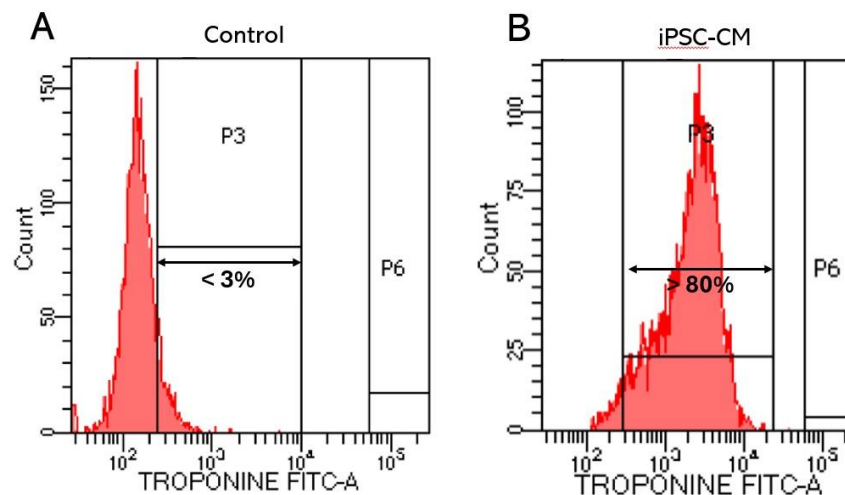 A
Control
150
100
50
0
Count
P3
< 3%
P6
10² 10³ 10⁴ 10⁵
TROPONINE FITC-A
B
iPSC-CM
100
75
50
25
0
Count
P3
> 80%
P6
10² 10³ 10⁴ 10⁵
TROPONINE FITC-A